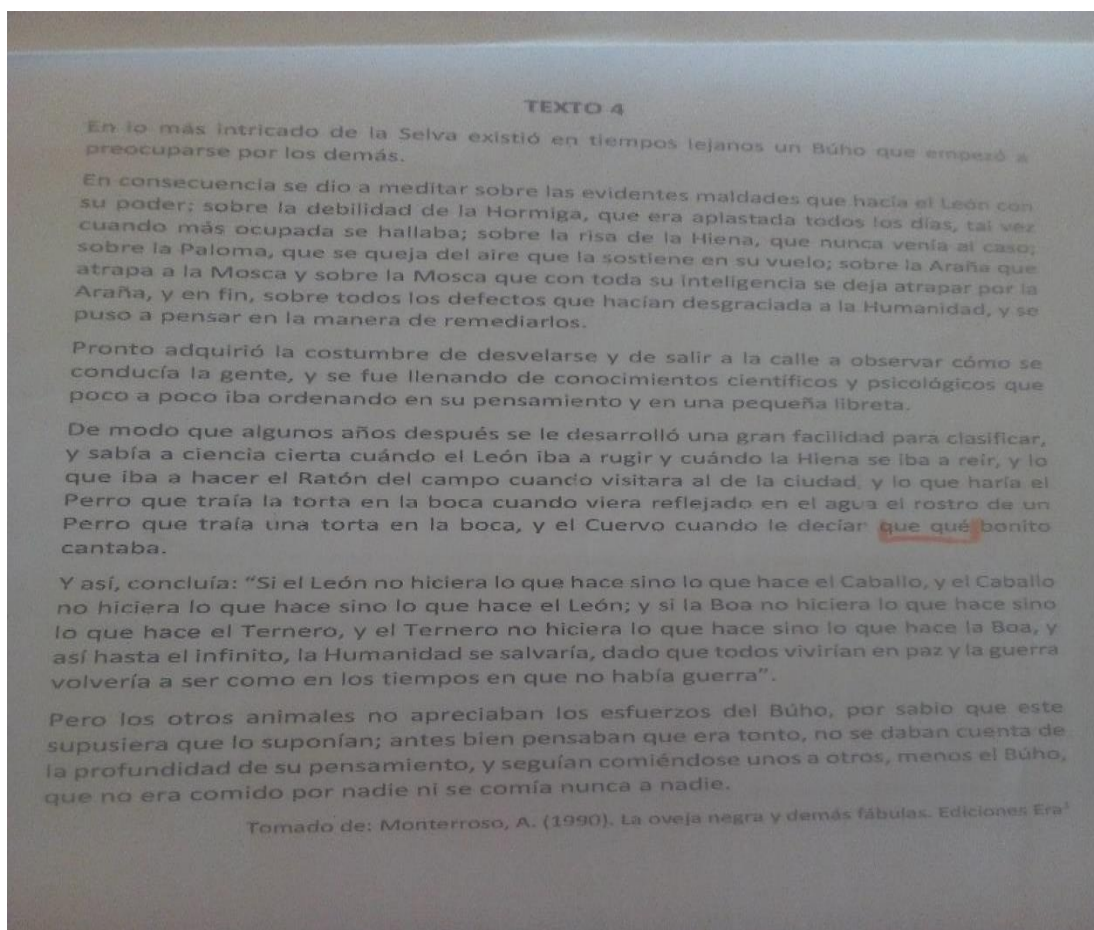 TEXTO 4
En lo más intricado de la Selva existió en tiempos lejanos un Búho que empezó a
preocuparse por los demás.
En consecuencia se dio a meditar sobre las evidentes maldades que hacía el León con
su poder; sobre la debilidad de la Hormiga, que era aplastada todos los días, tal vez
cuando más ocupada se hallaba; sobre la risa de la Hiena, que nunca venía al caso;
sobre la Paloma, que se queja del aire que la sostiene en su vuelo; sobre la Araña que
atrapa a la Mosca y sobre la Mosca que con toda su inteligencia se deja atrapar por la
Araña, y en fin, sobre todos los defectos que hacían desgraciada a la Humanidad, y se
puso a pensar en la manera de remediarlos.
Pronto adquirió la costumbre de desvelarse y de salir a la calle a observar cómo se
conducía la gente, y se fue llenando de conocimientos científicos y psicológicos que
poco a poco iba ordenando en su pensamiento y en una pequeña libreta.
De modo que algunos años después se le desarrolló una gran facilidad para clasificar,
y sabía a ciencia cierta cuándo el León iba a rugir y cuándo la Hiena se iba a reír, y lo
que iba a hacer el Ratón del campo cuando visitara al de la ciudad, y lo que haría el
Perro que traía la torta en la boca cuando viera reflejado en el agua el rostro de un
Perro que traía una torta en la boca, y el Cuervo cuando le decían que qué bonito
cantaba.
Y así, concluía: “Si el León no hiciera lo que hace sino lo que hace el Caballo, y el Caballo
no hiciera lo que hace sino lo que hace el León; y si la Boa no hiciera lo que hace sino
lo que hace el Ternero, y el Ternero no hiciera lo que hace sino lo que hace la Boa, y
así hasta el infinito, la Humanidad se salvaría, dado que todos vivirían en paz y la guerra
volvería a ser como en los tiempos en que no había guerra”.
Pero los otros animales no apreciaban los esfuerzos del Búho, por sabio que este
supusiera que lo suponían; antes bien pensaban que era tonto, no se daban cuenta de
la profundidad de su pensamiento, y seguían comiéndose unos a otros, menos el Búho,
que no era comido por nadie ni se comía nunca a nadie.
Tomado de: Monterroso, A. (1990). La oveja negra y demás fábulas. Ediciones Era¹